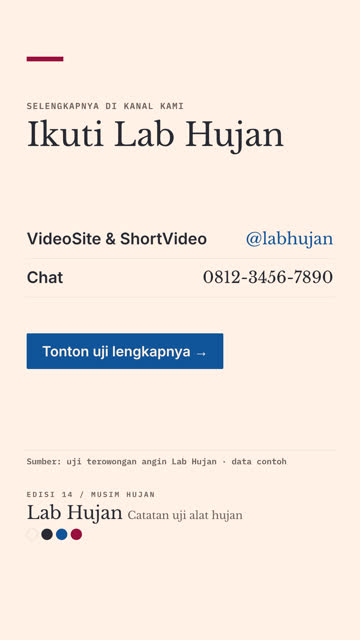 SELENGKAPNYA DI KANAL KAMI
Ikuti Lab Hujan
VideoSite & ShortVideo @labhujan
Chat 0812-3456-7890
Tonton uji lengkapnya →
Sumber: uji terowongan angin Lab Hujan · data contoh
EDISI 14 / MUSIM HUJAN
Lab Hujan Catatan uji alat hujan